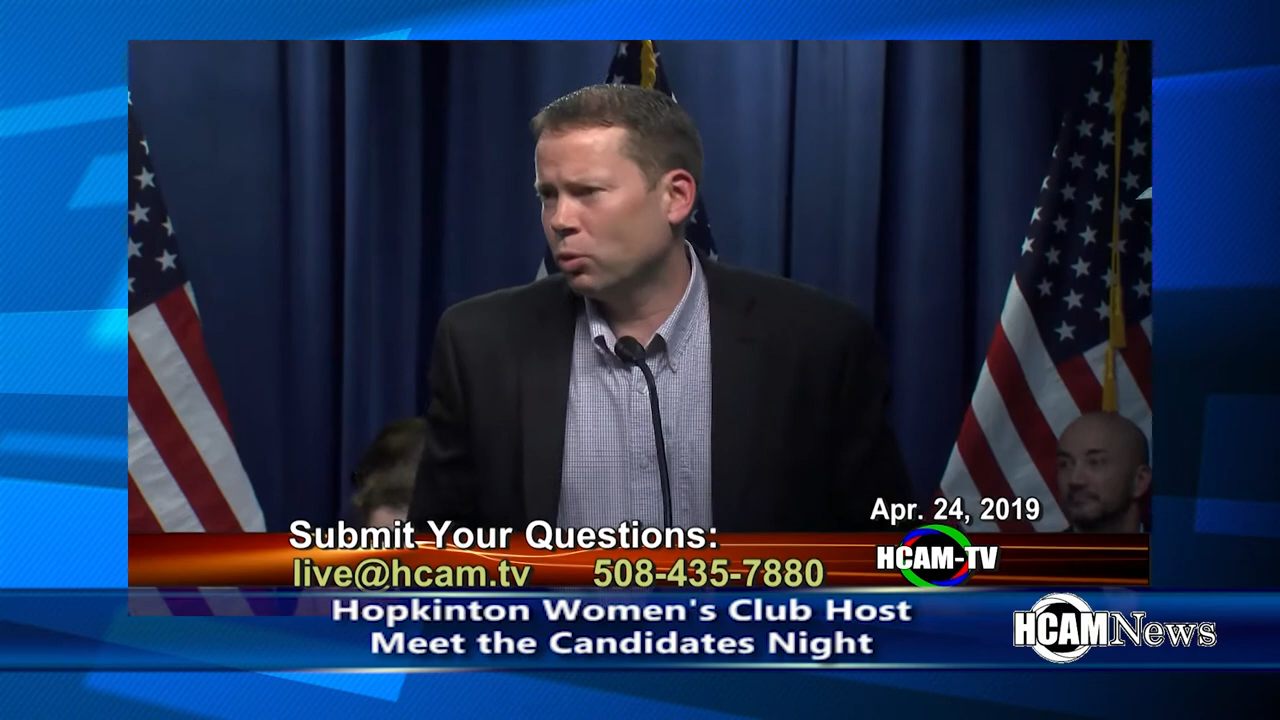 Apr. 24, 2019
Submit Your Questions:
HCAM-TV
live@hcam.tv 508-435-7880
Hopkinton Women's Club Host
Meet the Candidates Night
HCAMNews